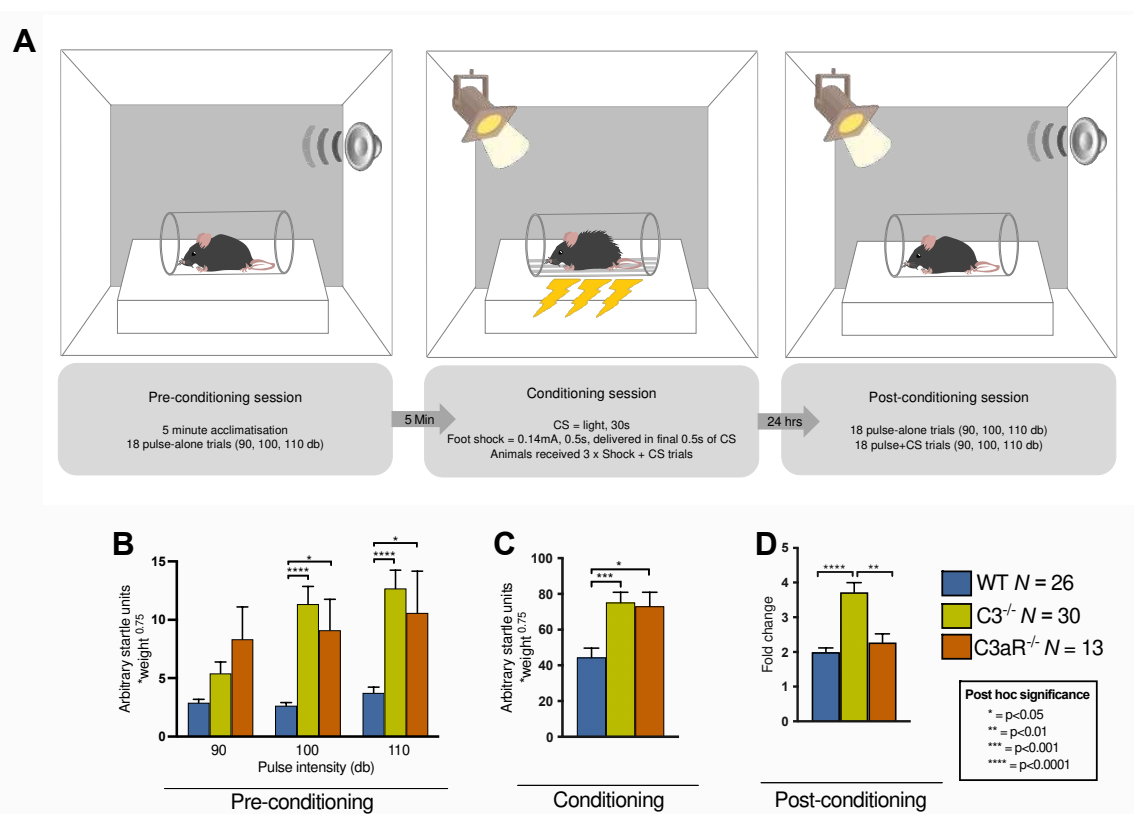 A
Pre-conditioning session
5 minute acclimatisation
18 pulse-alone trials (90, 100, 110 db)
5 Min
Conditioning session
CS = light, 30s
Foot shock = 0.14mA, 0.5s, delivered in final 0.5s of CS
Animals received 3 x Shock + CS trials
24 hrs
Post-conditioning session
18 pulse-alone trials (90, 100, 110 db)
18 pulse+CS trials (90, 100, 110 db)
B
Arbitrary startle units
*weight 0.75
15
10
5
0
**** *
**** *
90 100 110
Pulse intensity (db)
Pre-conditioning
C
Arbitrary startle units
*weight 0.75
100
80
60
40
20
0
*** *
Conditioning
D
Fold change
5
4
3
2
1
0
**** **
Post-conditioning
WT N = 26
C3-/- N = 30
C3aR-/- N = 13
Post hoc significance
* = p<0.05
** = p<0.01
*** = p<0.001
**** = p<0.0001